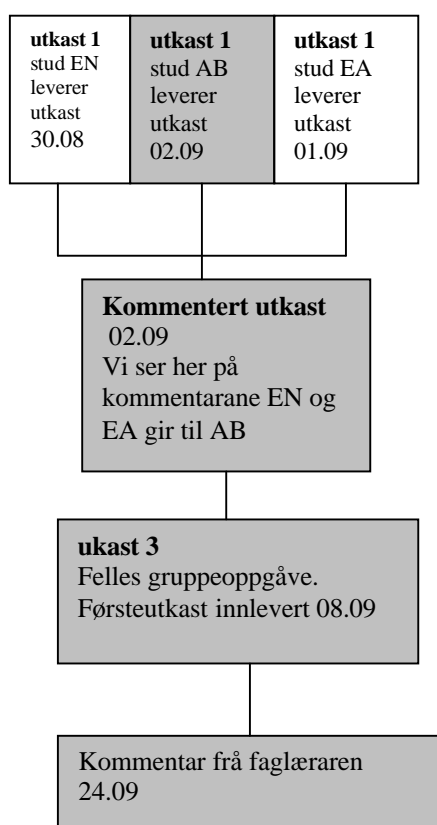 utkast 1
stud EN
leverer
utkast
30.08
utkast 1
stud AB
leverer
utkast
02.09
utkast 1
stud EA
leverer
utkast
01.09
Kommentert utkast
02.09
Vi ser her på
kommentarane EN og
EA gir til AB
ukast 3
Felles gruppeoppgåve.
Førsteutkast innlevert 08.09
Kommentar frå faglæraren
24.09